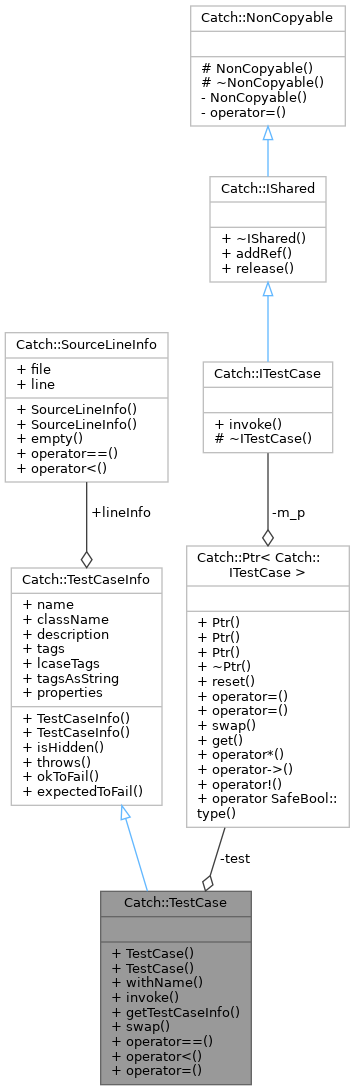 Catch::NonCopyable
# NonCopyable()
# ~NonCopyable()
- NonCopyable()
- operator=()
Catch::IShared
+ ~IShared()
+ addRef()
+ release()
Catch::SourceLineInfo
+ file
+ line
+ SourceLineInfo()
+ SourceLineInfo()
+ empty()
+ operator==()
+ operator<()
Catch::ITestCase
+ invoke()
# ~ITestCase()
+lineInfo
-m_p
Catch::TestCaseInfo
+ name
+ className
+ description
+ tags
+ lcaseTags
+ tagsAsString
+ properties
+ TestCaseInfo()
+ TestCaseInfo()
+ isHidden()
+ throws()
+ okToFail()
+ expectedToFail()
Catch::Ptr< Catch::
ITestCase >
+ Ptr()
+ Ptr()
+ Ptr()
+ ~Ptr()
+ reset()
+ operator=()
+ operator=()
+ swap()
+ get()
+ operator*()
+ operator->()
+ operator!()
+ operator SafeBool::
type()
-test
Catch::TestCase
+ TestCase()
+ TestCase()
+ withName()
+ invoke()
+ getTestCaseInfo()
+ swap()
+ operator==()
+ operator<()
+ operator=()